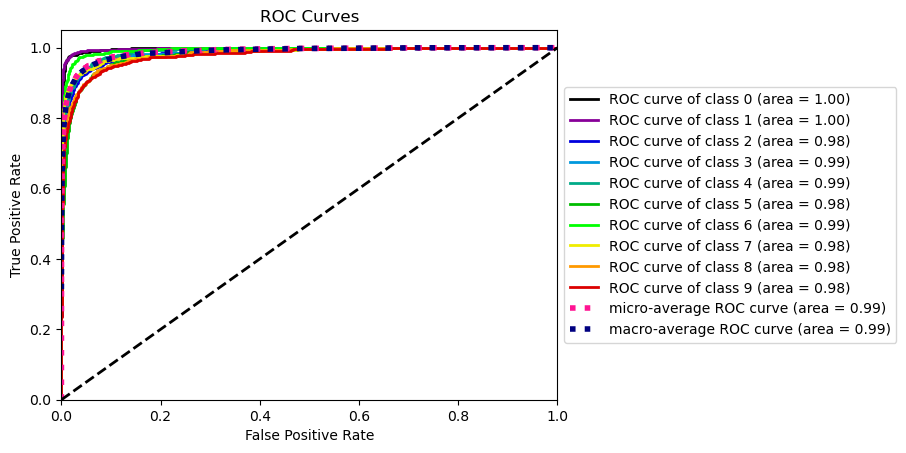 ROC Curves
True Positive Rate
1.0
0.8
0.6
0.4
0.2
0.0
0.0 0.2 0.4 0.6 0.8 1.0
False Positive Rate
ROC curve of class 0 (area = 1.00)
ROC curve of class 1 (area = 1.00)
ROC curve of class 2 (area = 0.98)
ROC curve of class 3 (area = 0.99)
ROC curve of class 4 (area = 0.99)
ROC curve of class 5 (area = 0.98)
ROC curve of class 6 (area = 0.99)
ROC curve of class 7 (area = 0.98)
ROC curve of class 8 (area = 0.98)
ROC curve of class 9 (area = 0.98)
micro-average ROC curve (area = 0.99)
macro-average ROC curve (area = 0.99)